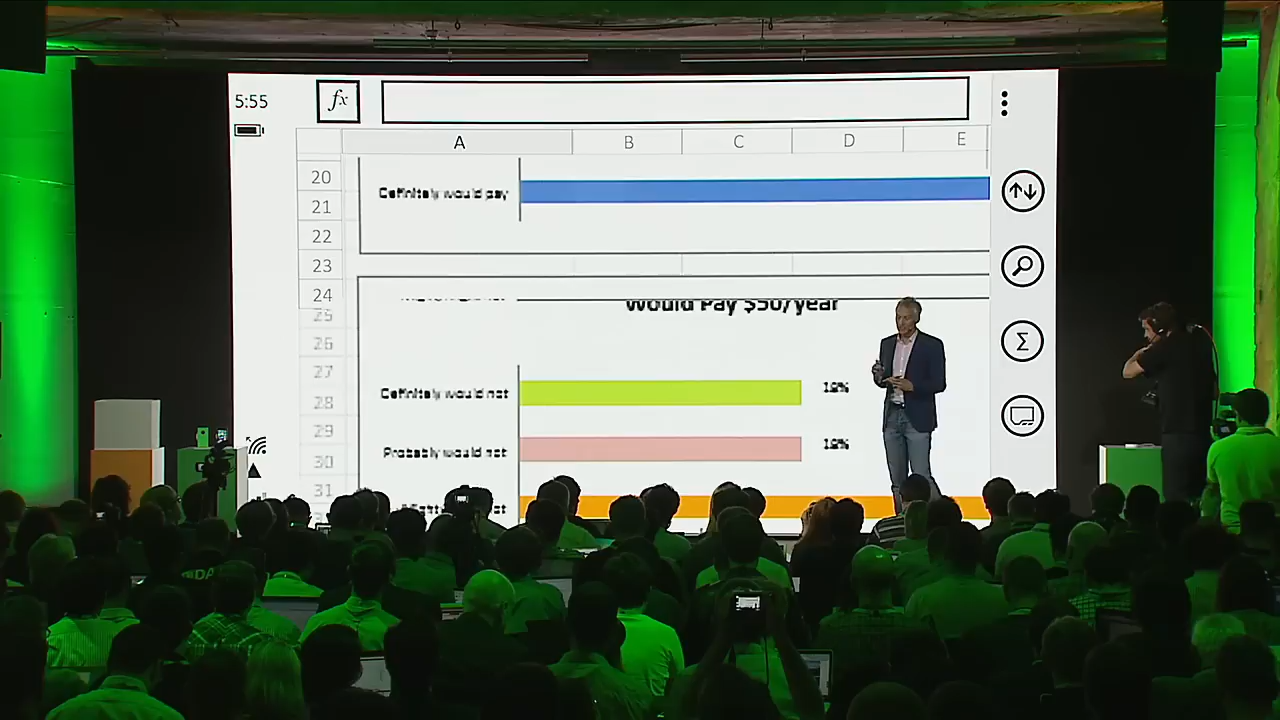 5:55
fx
A B C D E
20
Definitely would pay
21
22
23
24
25
Would Pay $50/year
26
27
Definitely would not
28
29
Probably would not
30
31
Σ